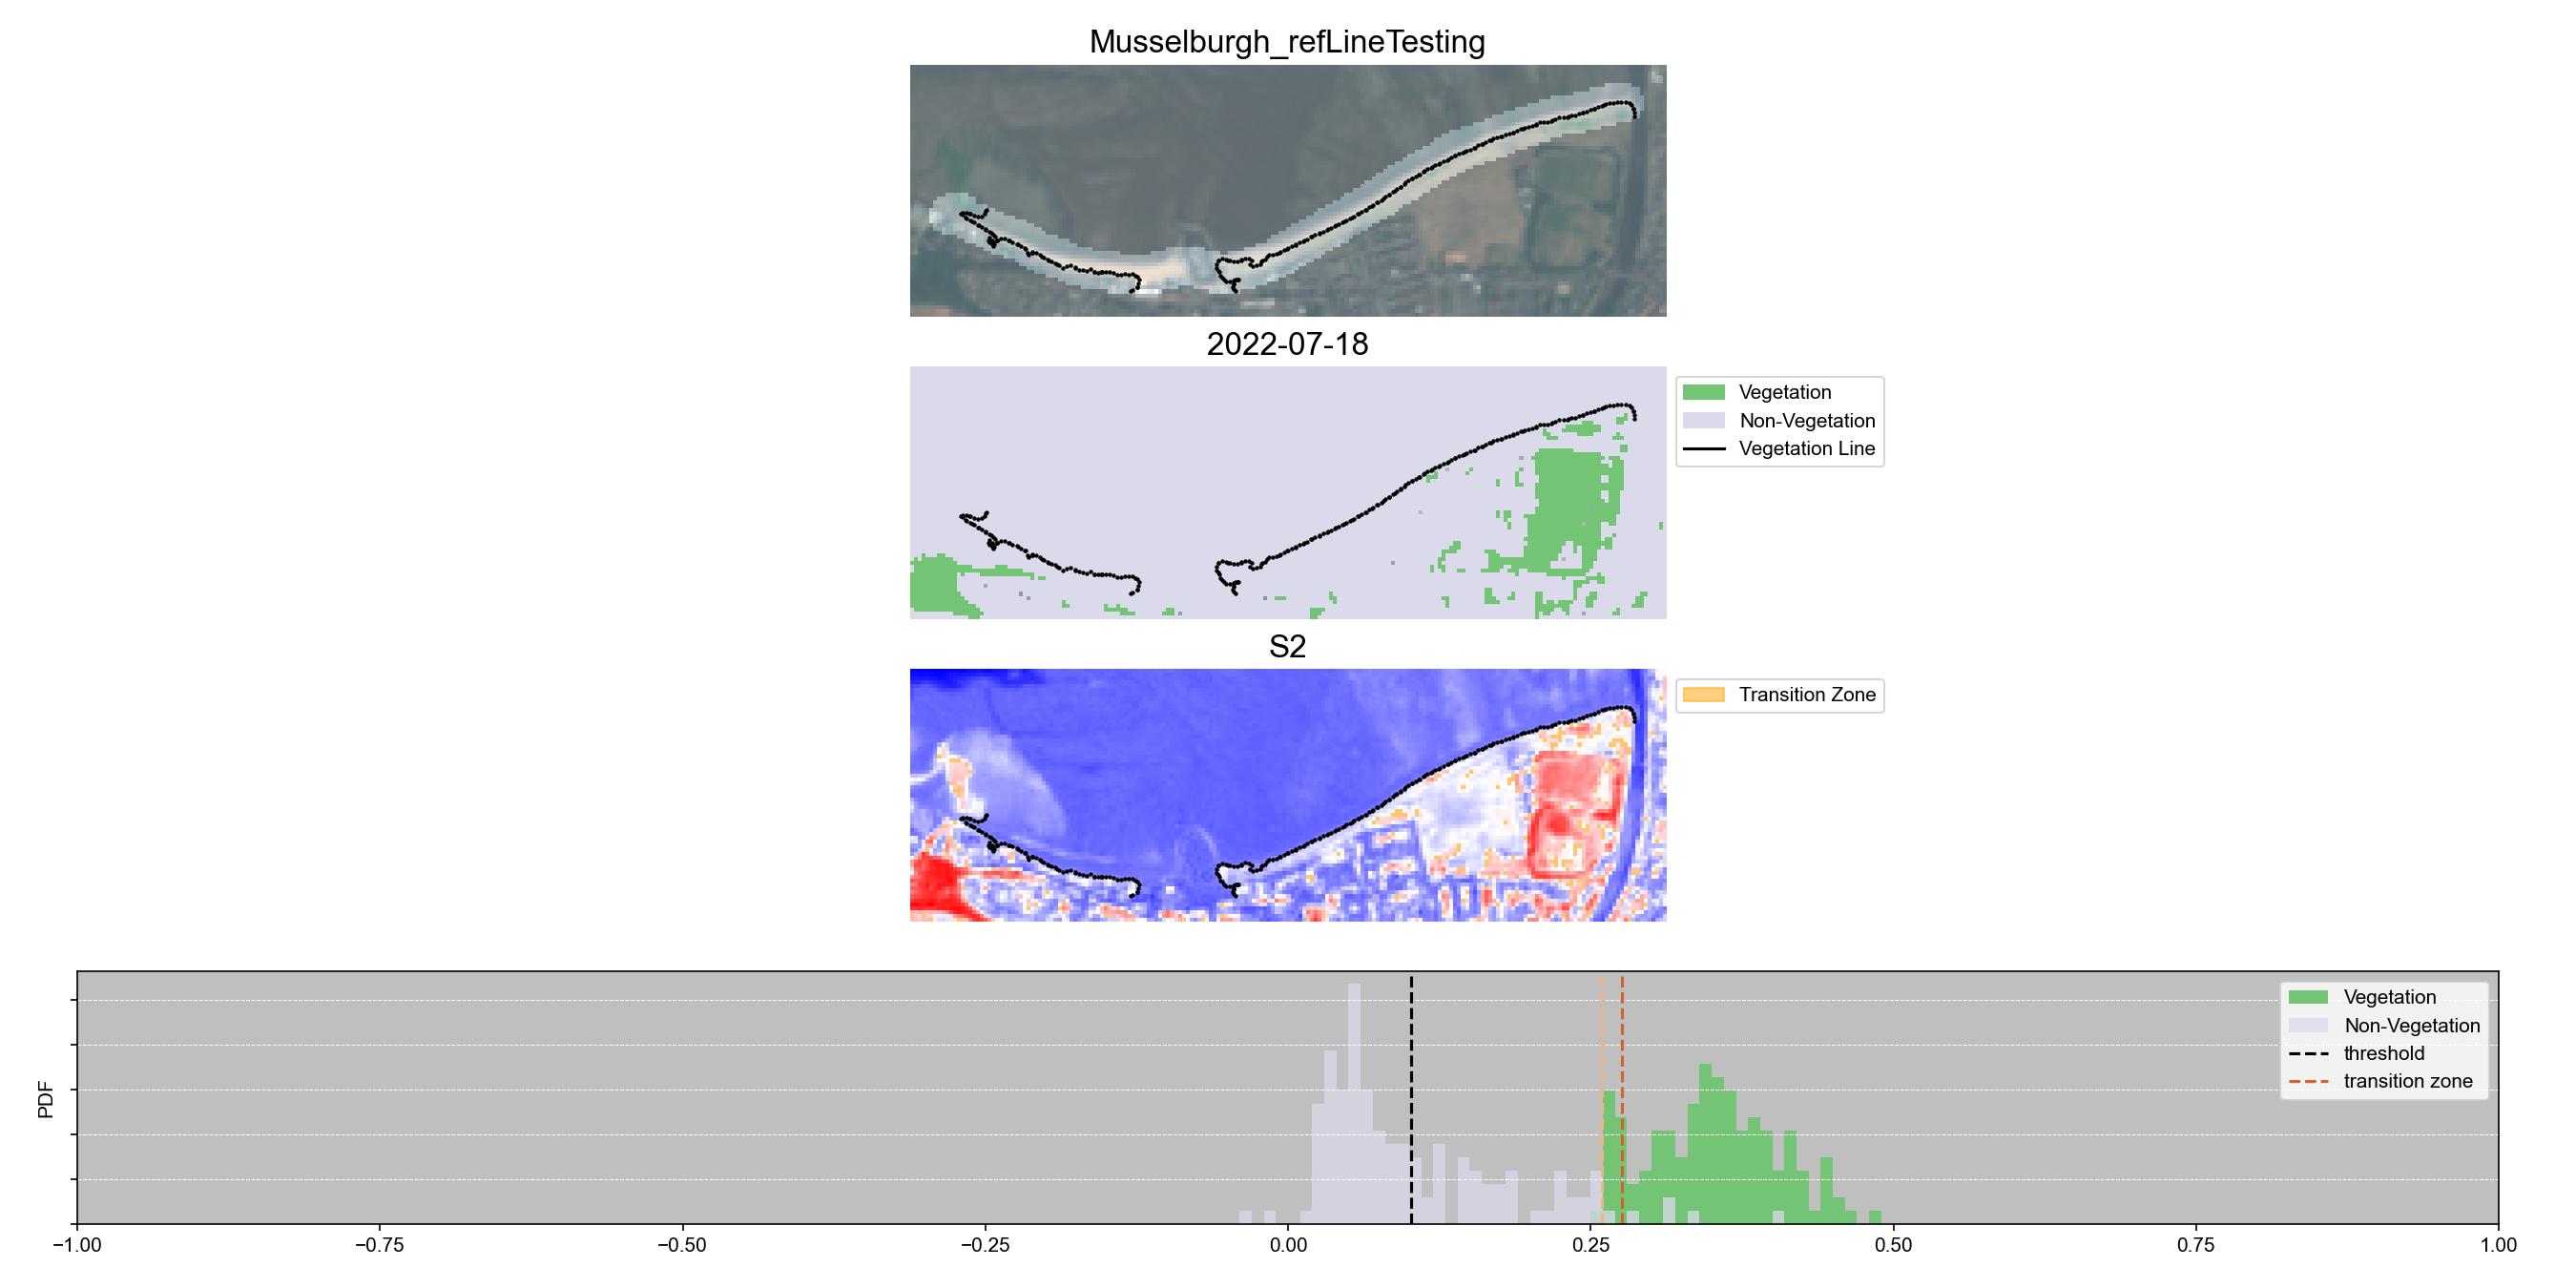 Musselburgh_refLineTesting
2022-07-18
Vegetation
Non-Vegetation
Vegetation Line
S2
Transition Zone
PDF
Vegetation
Non-Vegetation
threshold
transition zone
−1.00 −0.75 −0.50 −0.25 0.00 0.25 0.50 0.75 1.00